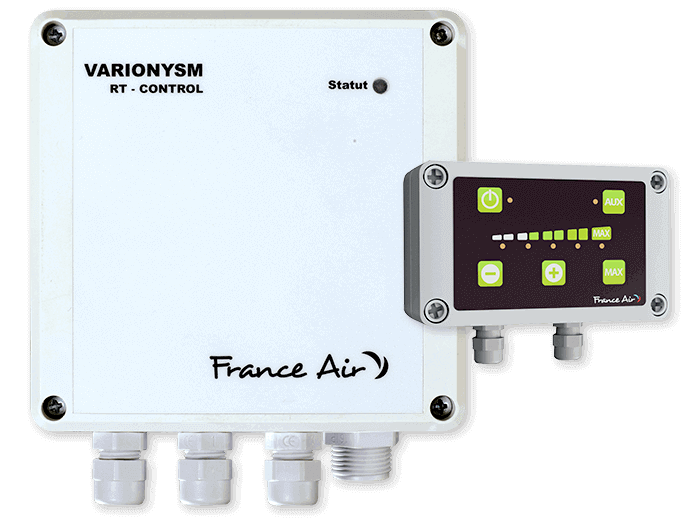 VARIONYSM
RT - CONTROL
Statut
France Air
AUX
MAX
MAX
France Air